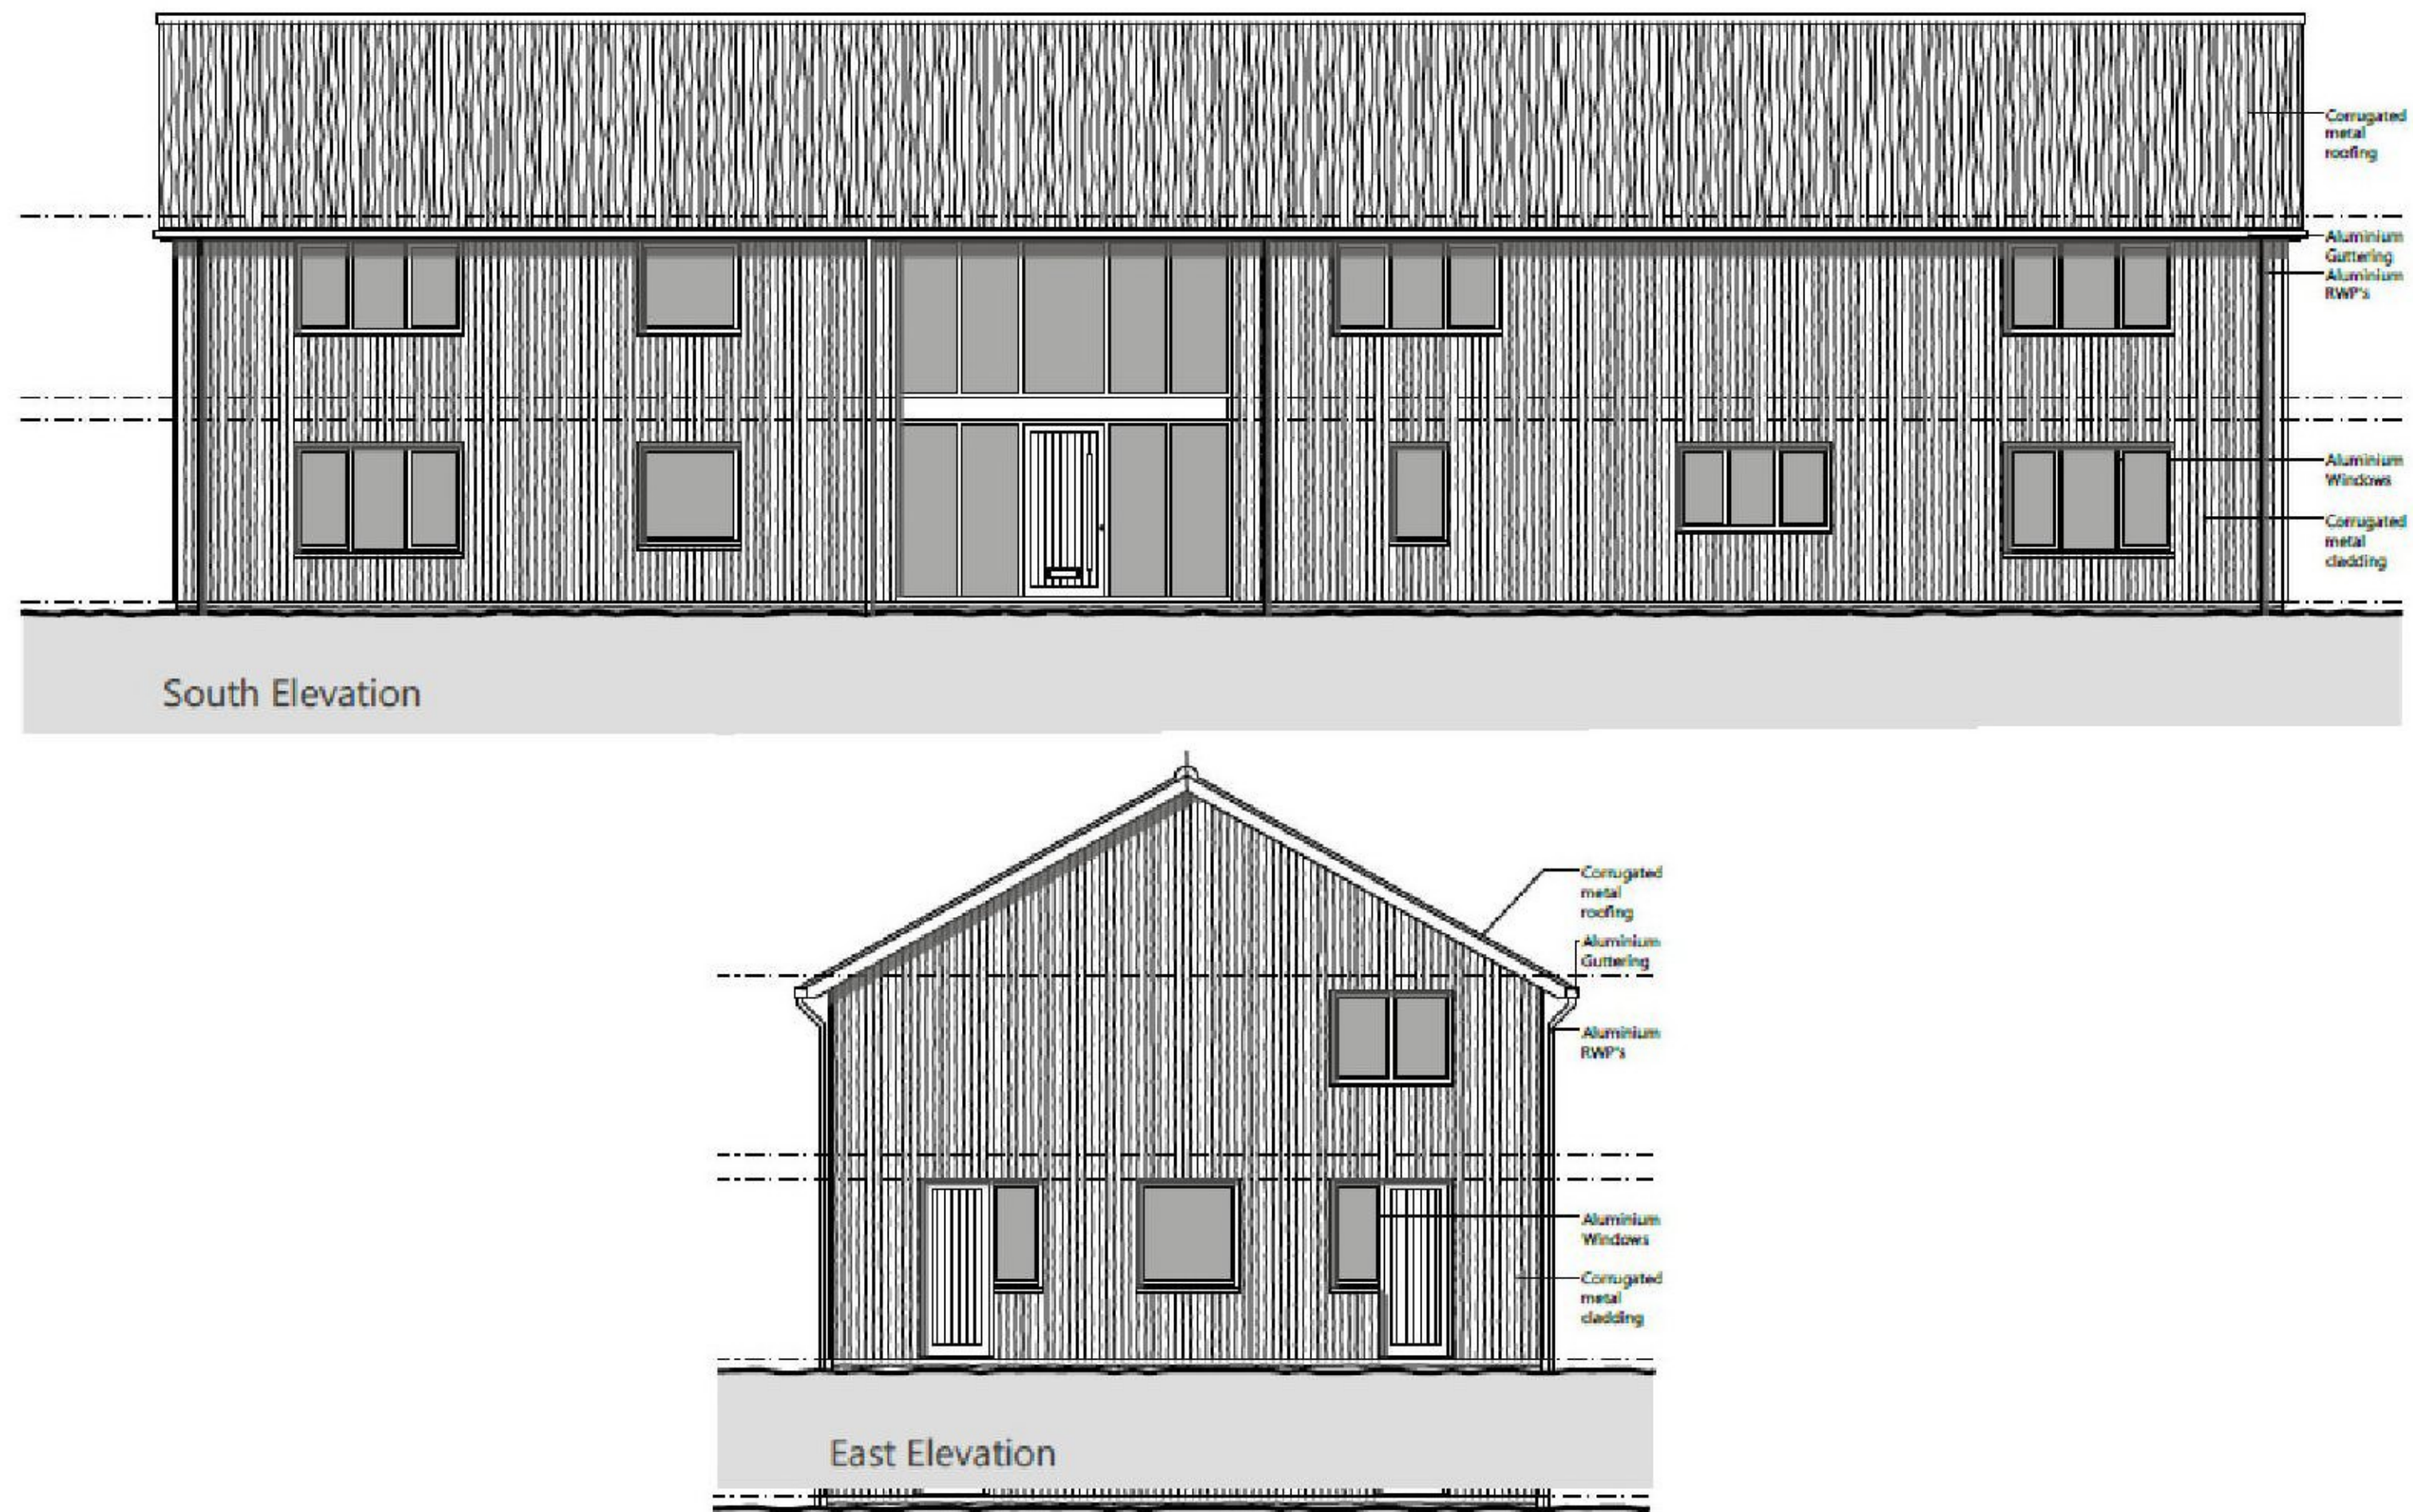 Corrugated
metal
roofing
Aluminium
Guttering
Aluminium
RWP's
Aluminium
Windows
Corrugated
metal
cladding
South Elevation
Corrugated
metal
roofing
Aluminium
Guttering
Aluminium
RWP's
Aluminium
Windows
Corrugated
metal
cladding
East Elevation